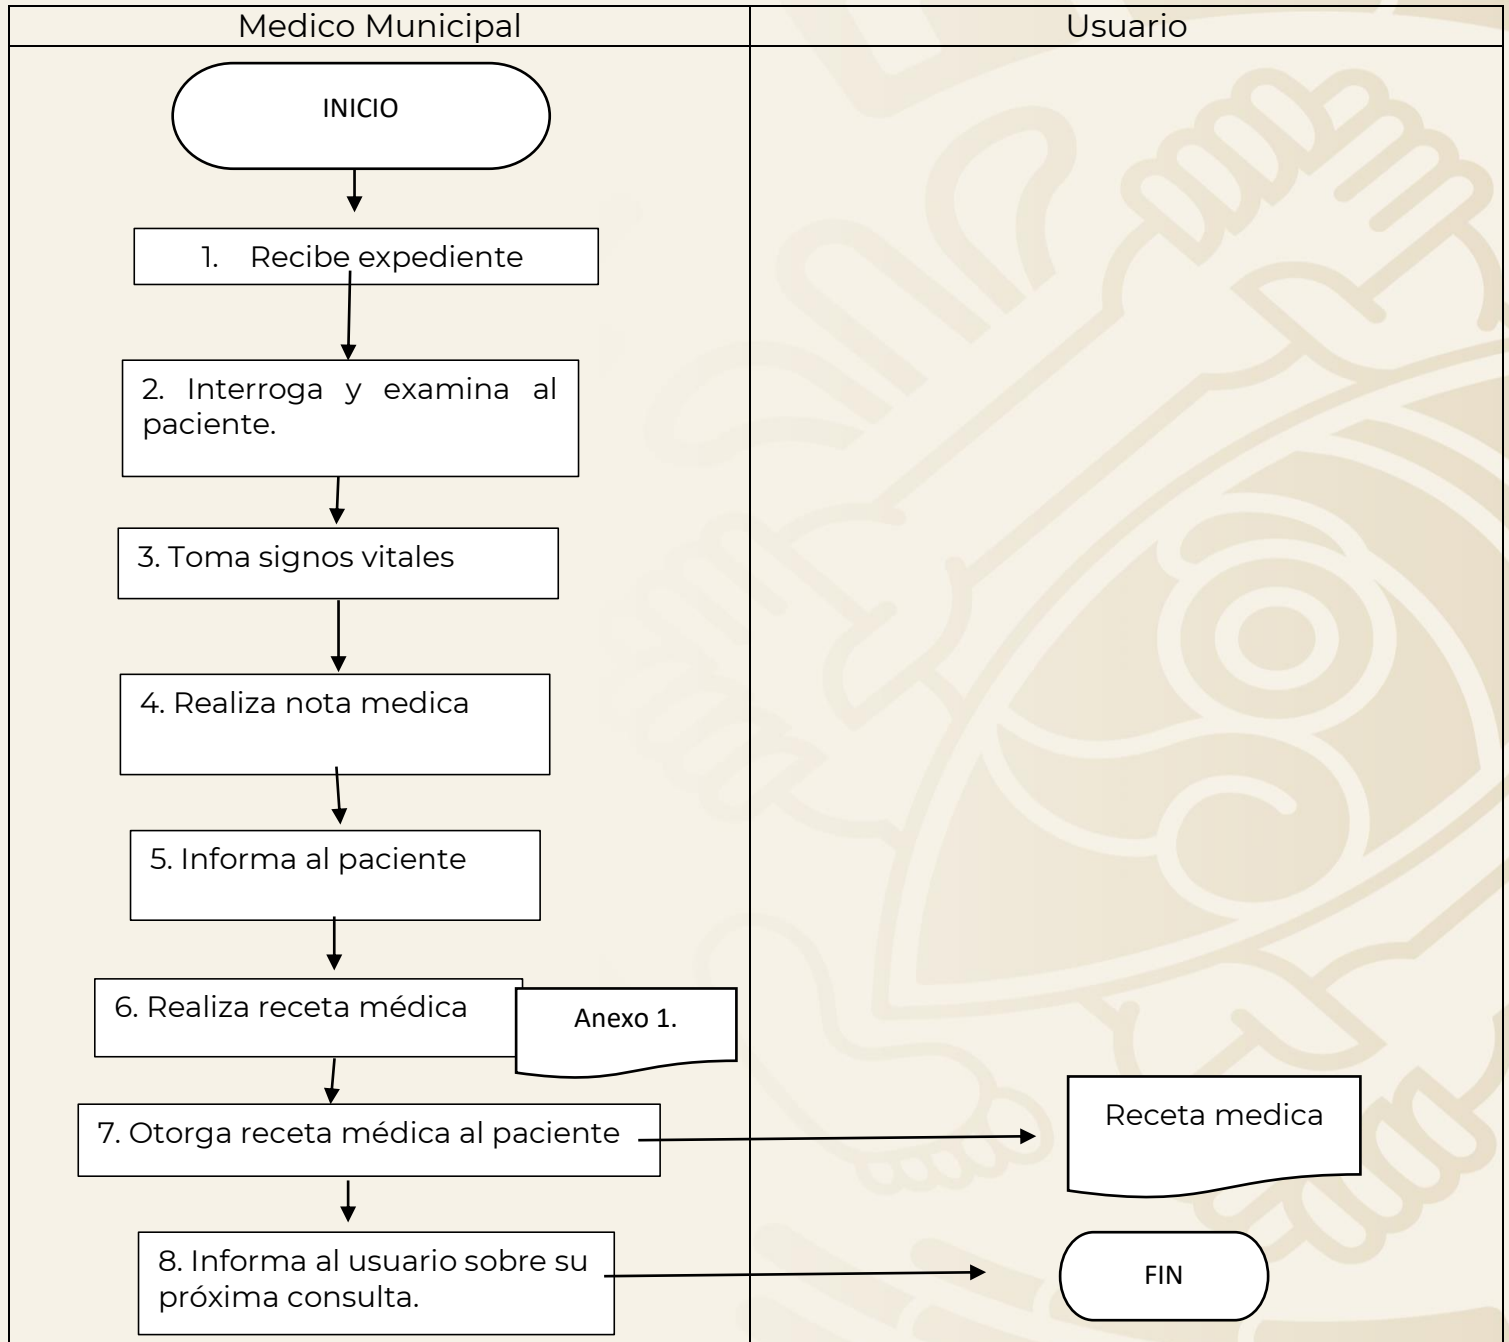 Medico Municipal
Usuario
INICIO
1. Recibe expediente
2. Interroga y examina al
paciente.
3. Toma signos vitales
4. Realiza nota medica
5. Informa al paciente
6. Realiza receta médica
Anexo 1.
7. Otorga receta médica al paciente
Receta medica
8. Informa al usuario sobre su
próxima consulta.
FIN